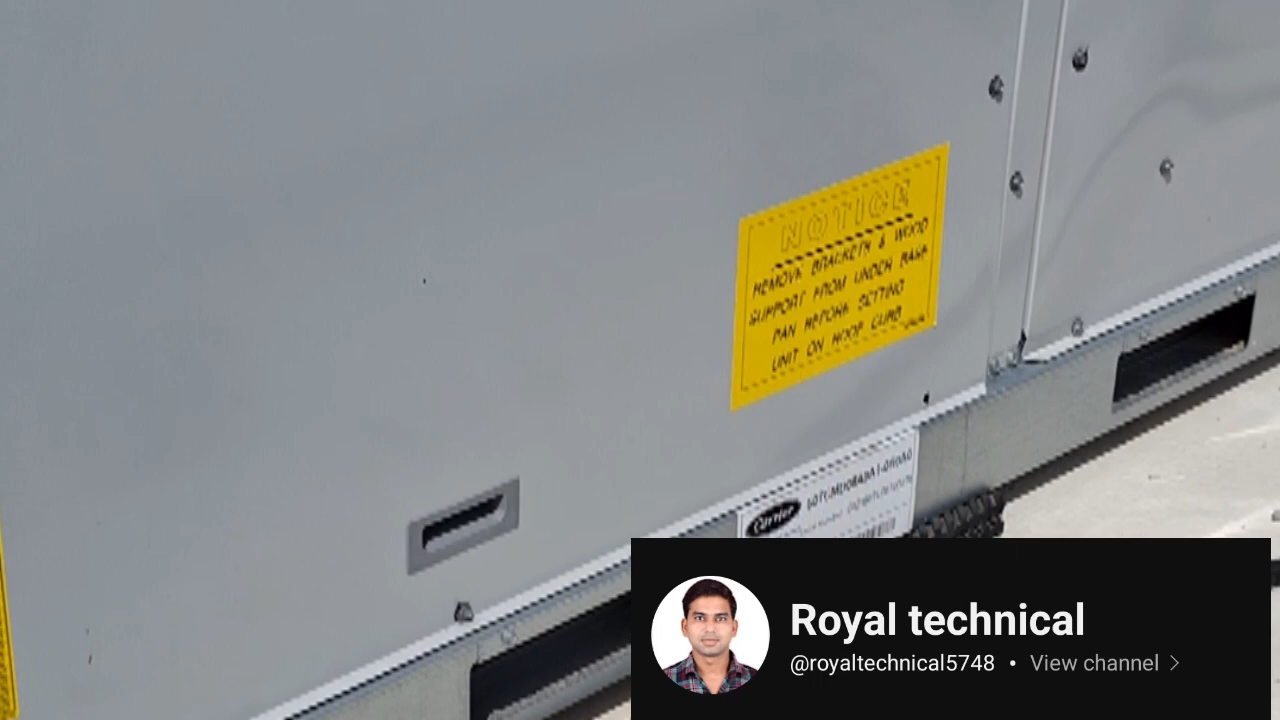 NOTICE
REMOVE BRACKETS & WOOD
SUPPORT FROM UNDER BASE
PAN BEFORE SETTING
UNIT ON ROOF CURB
Carrier
Royal technical
@royaltechnical5748 • View channel >